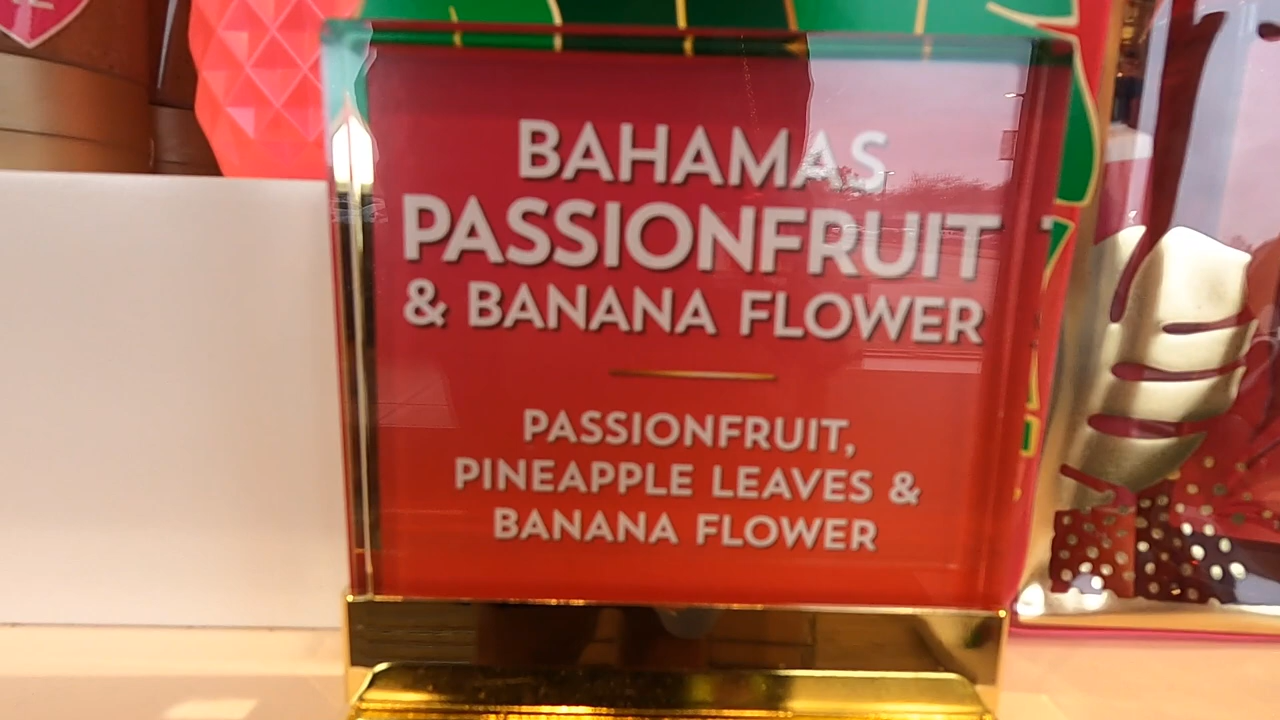 BAHAMAS
PASSIONFRUIT
& BANANA FLOWER
PASSIONFRUIT,
PINEAPPLE LEAVES &
BANANA FLOWER